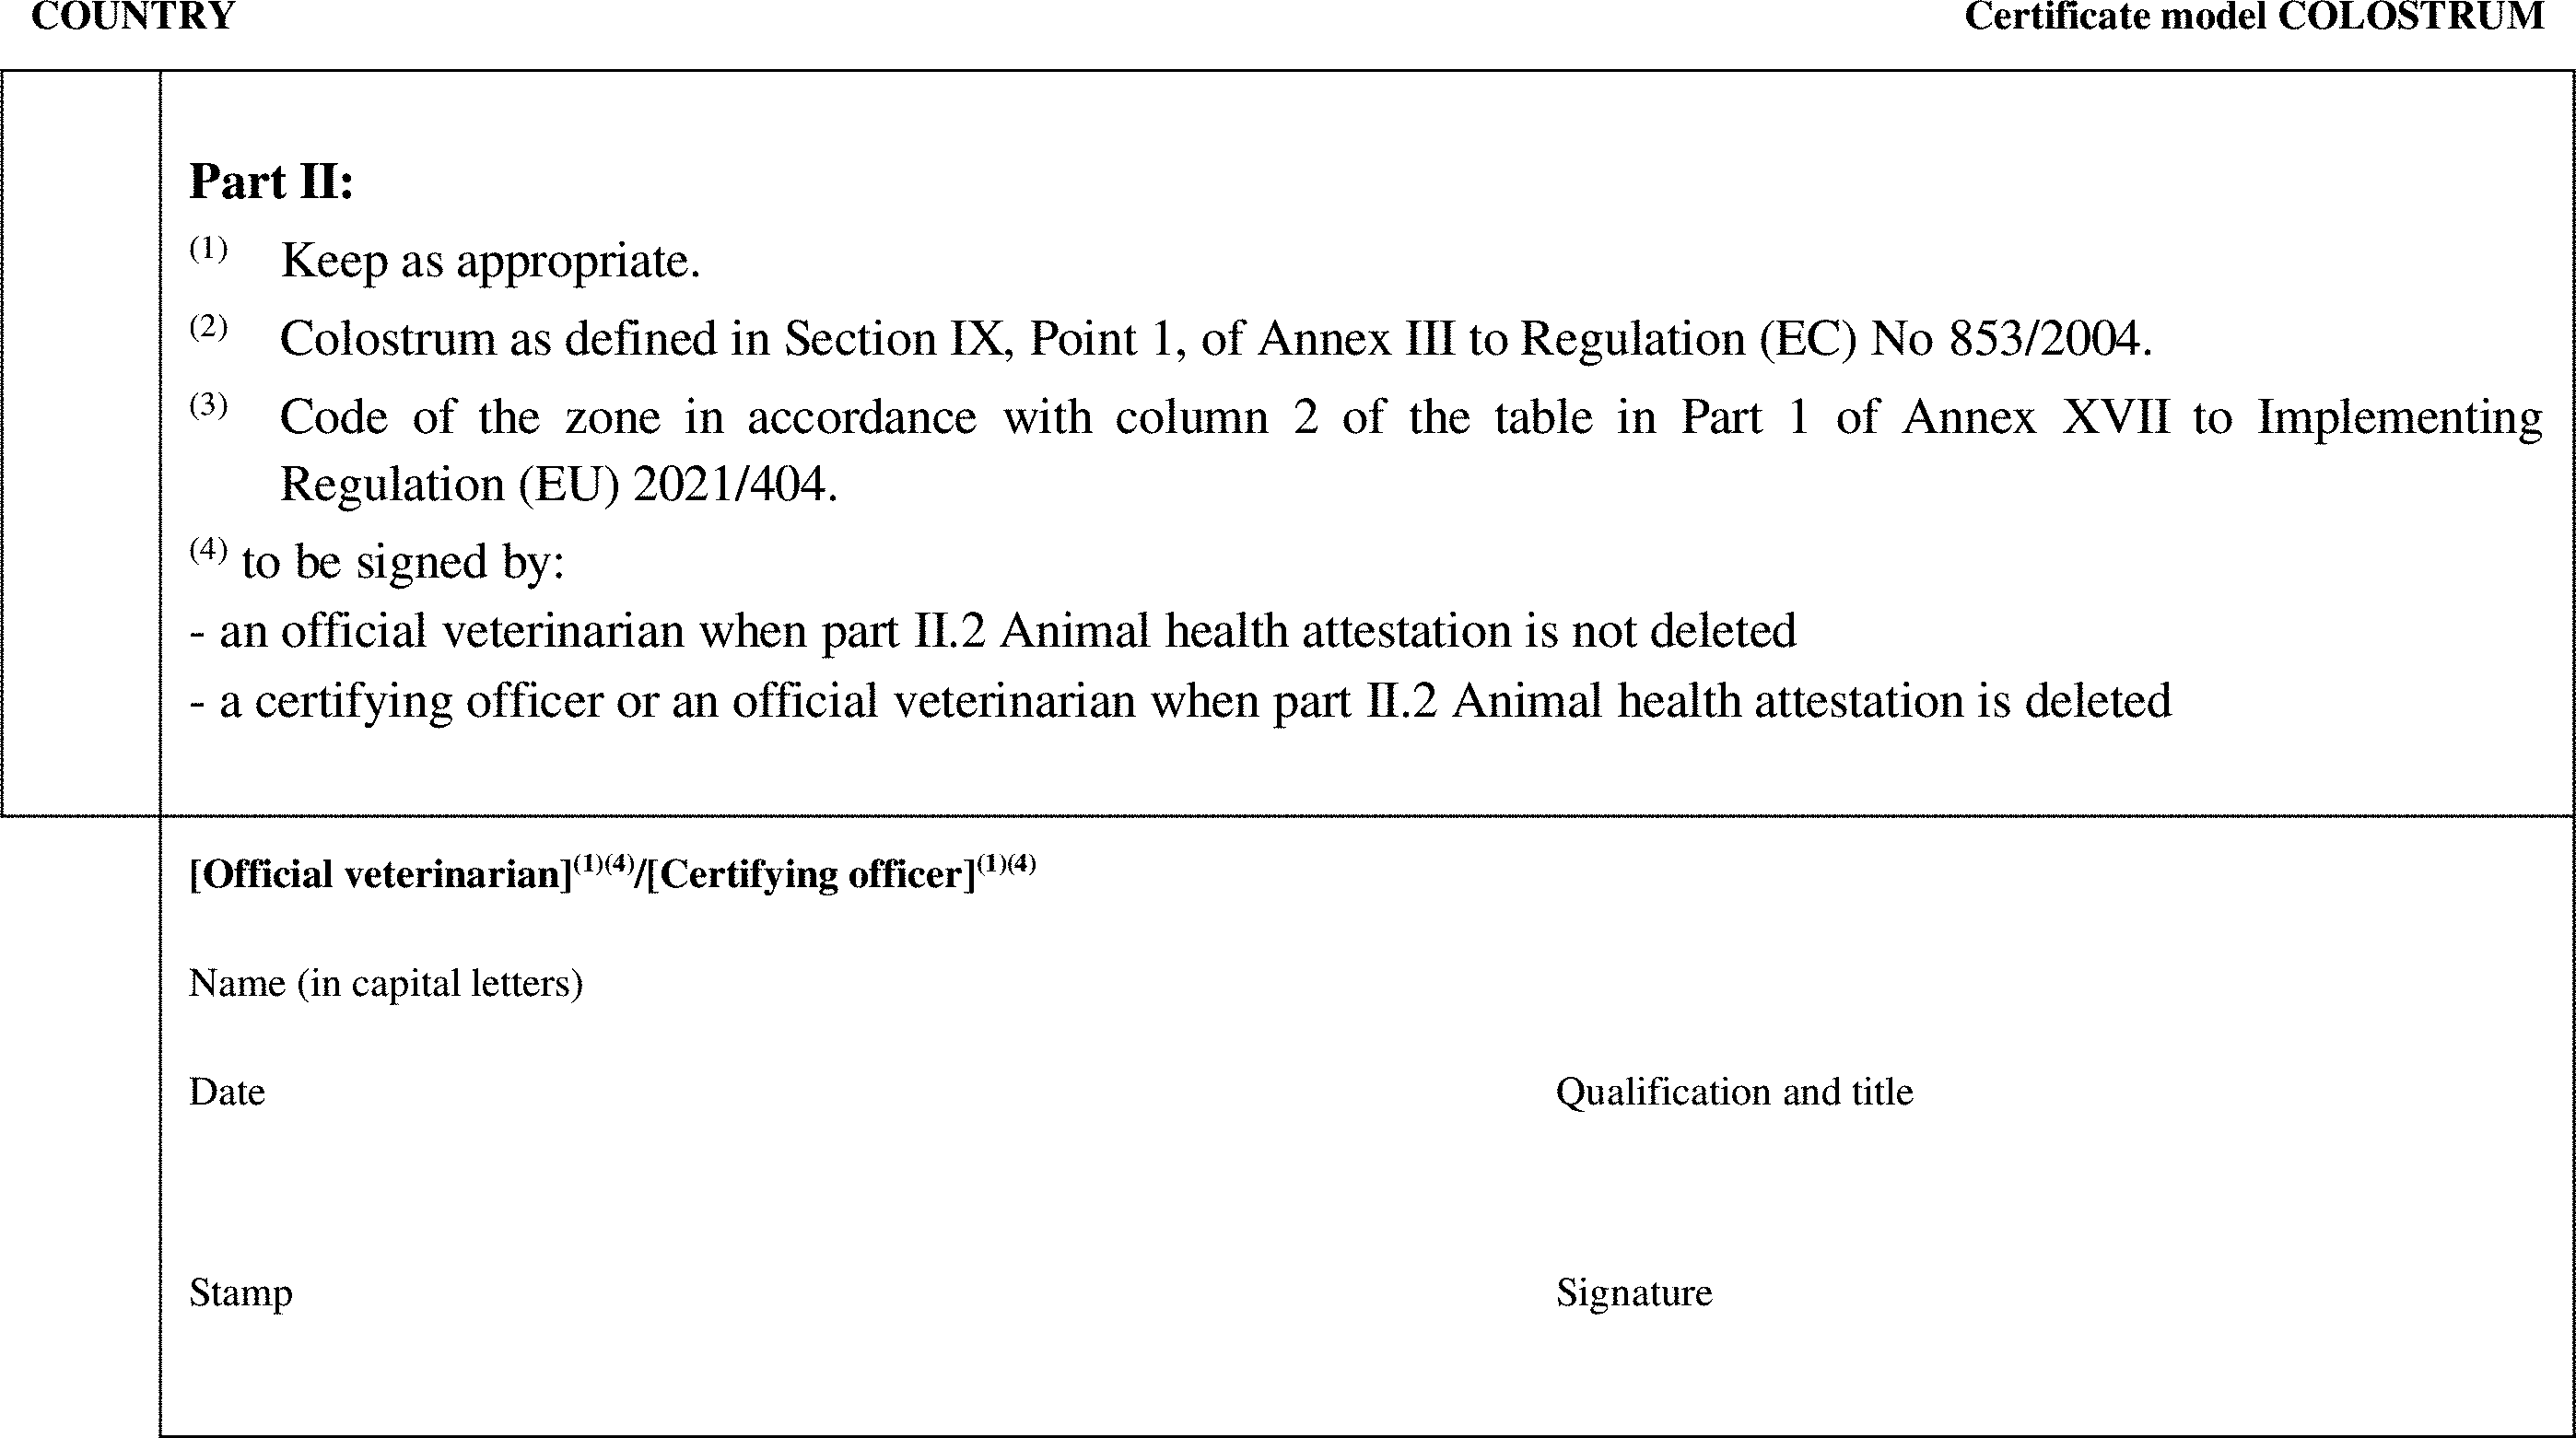 COUNTRY Certificate model COLOSTRUM
Part II:
(1) Keep as appropriate.
(2) Colostrum as defined in Section IX, Point 1, of Annex III to Regulation (EC) No 853/2004.
(3) Code of the zone in accordance with column 2 of the table in Part 1 of Annex XVII to Implementing
Regulation (EU) 2021/404.
(4) to be signed by:
- an official veterinarian when part II.2 Animal health attestation is not deleted
- a certifying officer or an official veterinarian when part II.2 Animal health attestation is deleted
[Official veterinarian](1)(4)/[Certifying officer](1)(4)
Name (in capital letters)
Date Qualification and title
Stamp Signature